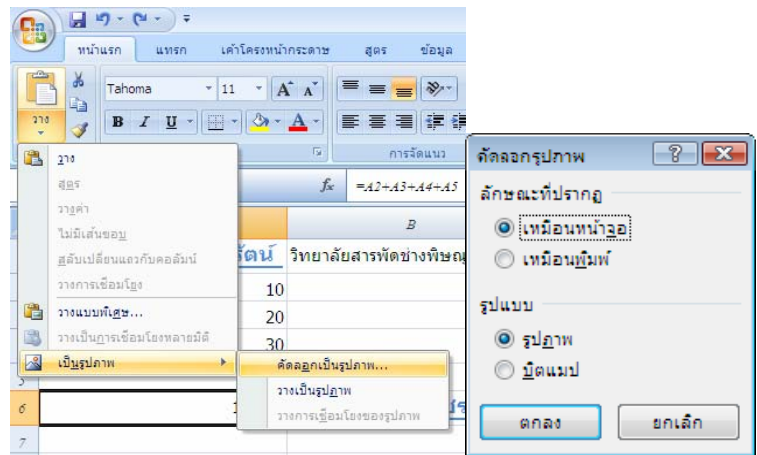 หน้าแรก แทรก เค้าโครงหน้ากระดาษ สูตร ข้อมูล
วาง
Tahoma 11 A A
B I U A
การจัดแนว
วาง
สูตร
วางค่า
ไม่มีเส้นขอบ
สลับเปลี่ยนแถวกับคอลัมน์
วางการเชื่อมโยง
วางแบบพิเศษ...
วางเป็นการเชื่อมโยงหลายมิติ
เป็นรูปภาพ
คัดลอกเป็นรูปภาพ...
วางเป็นรูปภาพ
วางการเชื่อมโยงของรูปภาพ
fx =A2+A3+A4+A5
B
รัตน์ วิทยาลัยสารพัดช่างพิษณุ
10
20
30
5
6
7
คัดลอกรูปภาพ
ลักษณะที่ปรากฏ
เหมือนหน้าจอ
เหมือนพิมพ์
รูปแบบ
รูปภาพ
บิตแมป
ตกลง ยกเลิก